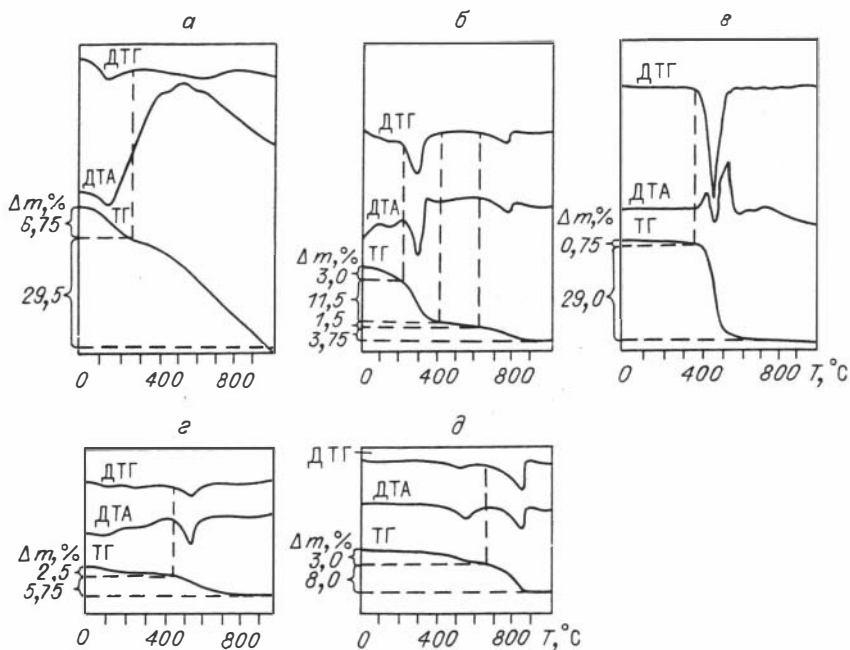 а
ДТГ
ДТА
Δm,%
ТГ
6,75
29,5
0 400 800
б
ДТГ
ДТА
Δm,%
ТГ
3,0
11,5
1,5
3,75
0 400 800
в
ДТГ
ДТА
Δm,%
ТГ
0,75
29,0
0 400 800 T,°C
г
ДТГ
ДТА
Δm,%
ТГ
2,5
5,75
0 400 800
д
ДТГ
ДТА
Δm,%
ТГ
3,0
8,0
0 400 800 T,°C